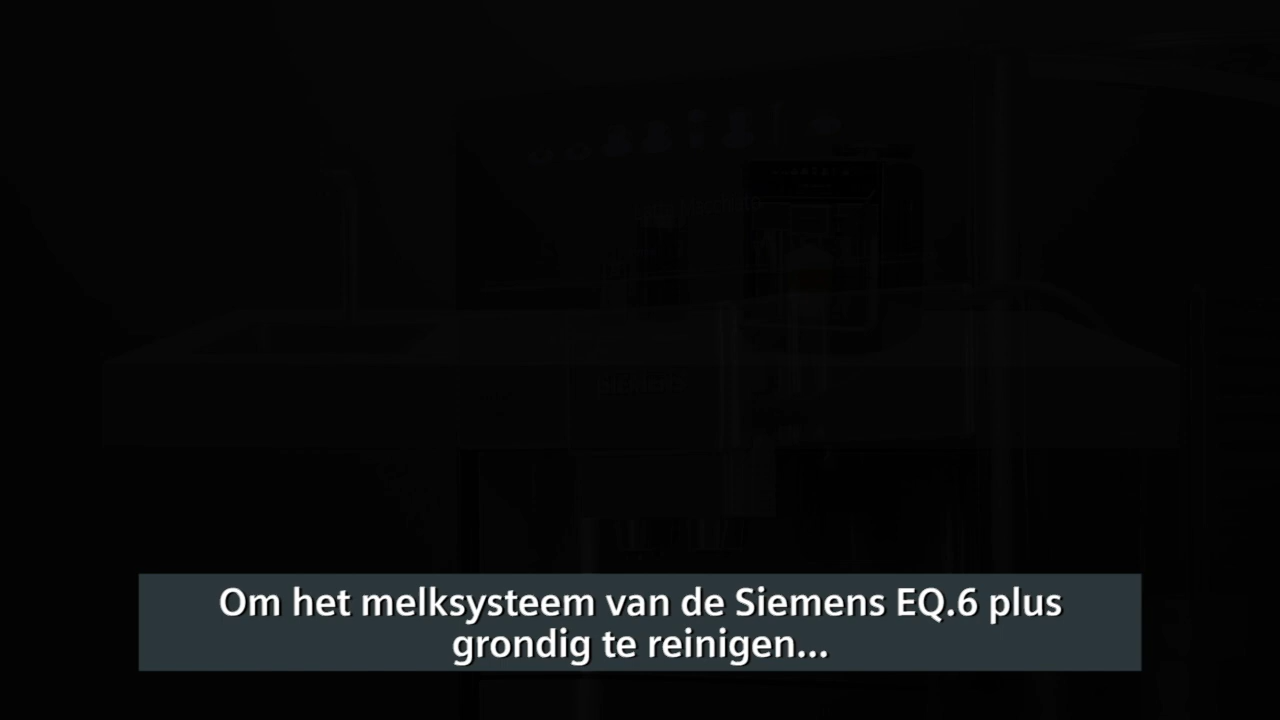 Om het melksysteem van de Siemens EQ.6 plus
grondig te reinigen...